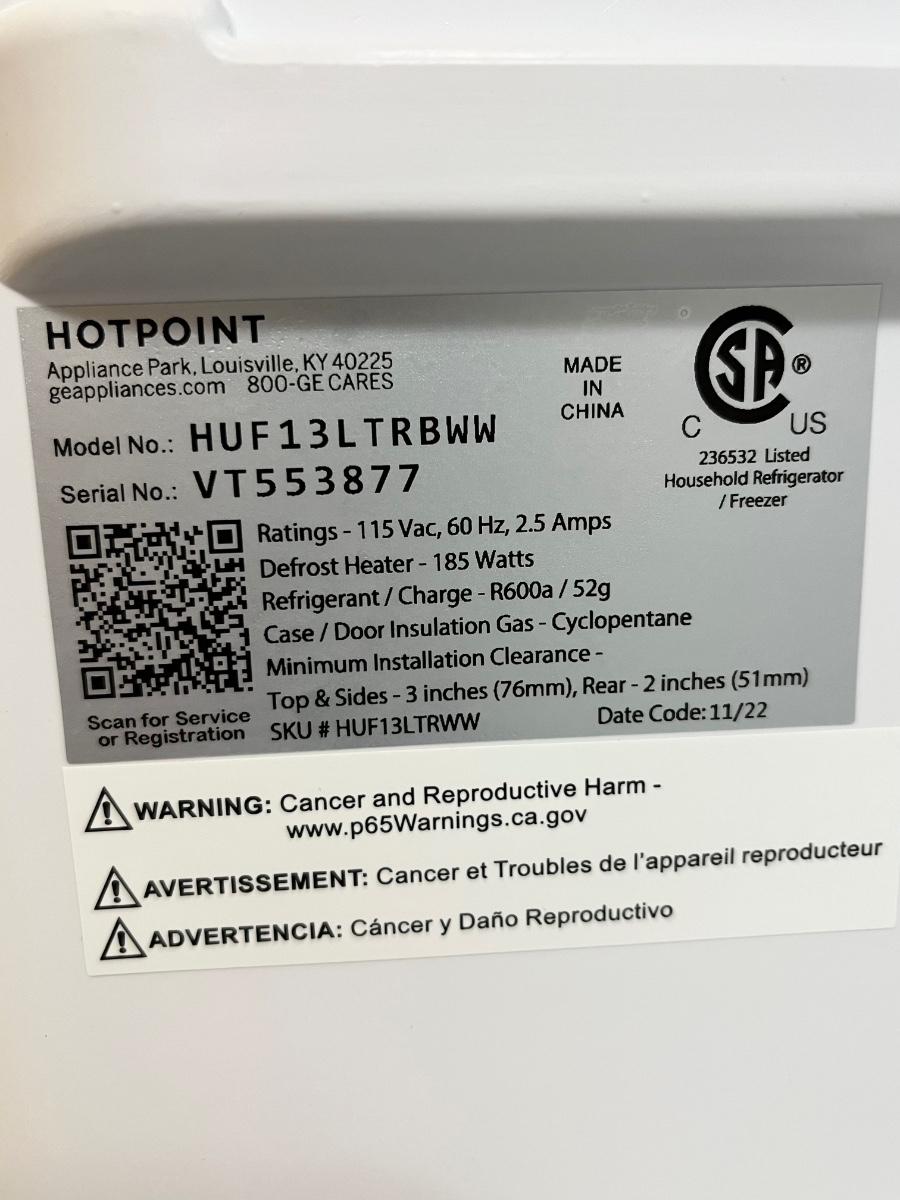 HOTPOINT
Appliance Park, Louisville, KY 40225
geappliances.com 800-GE CARES
MADE
IN
CHINA
SA®
C US
236532 Listed
Household Refrigerator
/ Freezer
Model No.: HUF13LTRBWW
Serial No.: VT553877
Ratings - 115 Vac, 60 Hz, 2.5 Amps
Defrost Heater - 185 Watts
Refrigerant / Charge - R600a / 52g
Case / Door Insulation Gas - Cyclopentane
Minimum Installation Clearance -
Top & Sides - 3 inches (76mm), Rear - 2 inches (51mm)
SKU # HUF13LTRWW Date Code: 11/22
Scan for Service
or Registration
WARNING: Cancer and Reproductive Harm -
www.p65Warnings.ca.gov
AVERTISSEMENT: Cancer et Troubles de l'appareil reproducteur
ADVERTENCIA: Cáncer y Daño Reproductivo